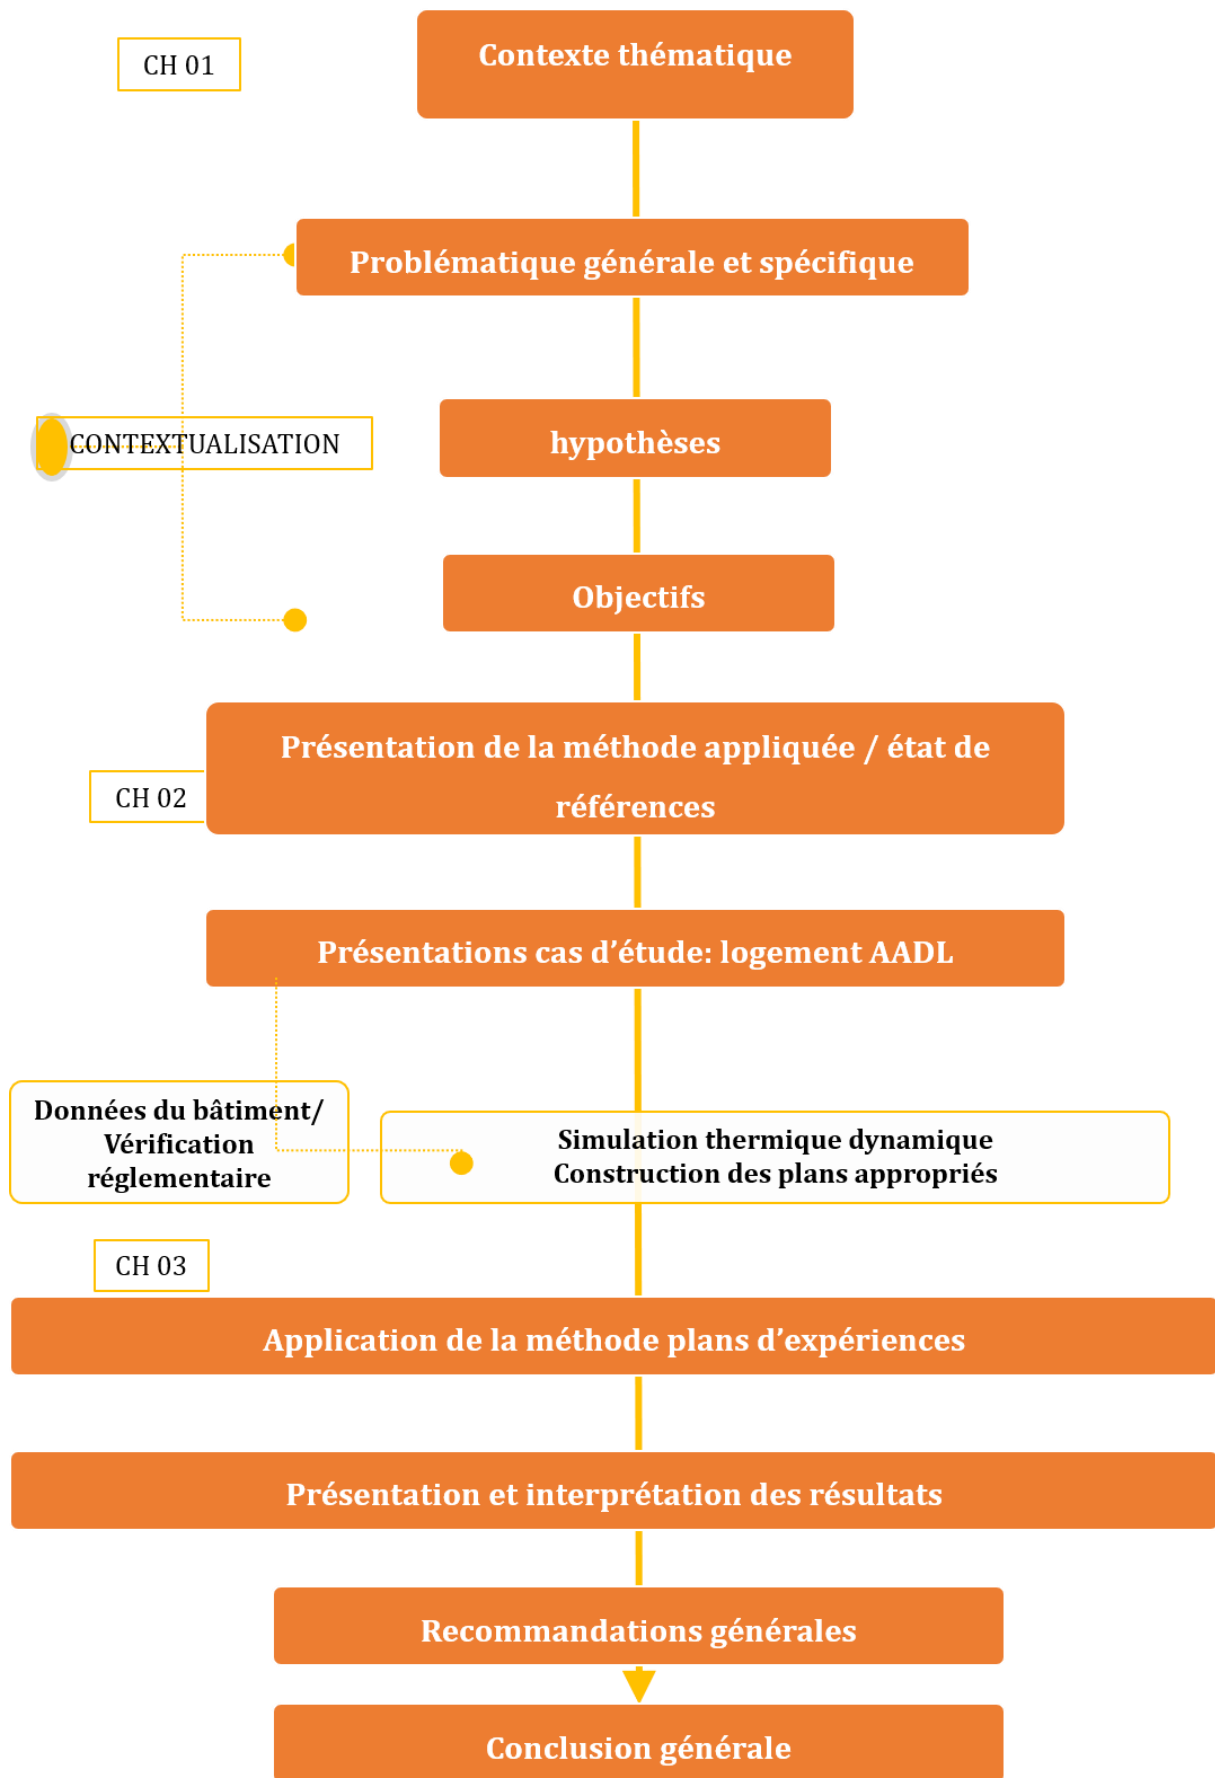 CH 01
Contexte thématique
Problématique générale et spécifique
CONTEXTUALISATION
hypothèses
Objectifs
Présentation de la méthode appliquée / état de
références
CH 02
Présentations cas d’étude: logement AADL
Données du bâtiment/
Vérification
réglementaire
Simulation thermique dynamique
Construction des plans appropriés
CH 03
Application de la méthode plans d’expériences
Présentation et interprétation des résultats
Recommandations générales
Conclusion générale